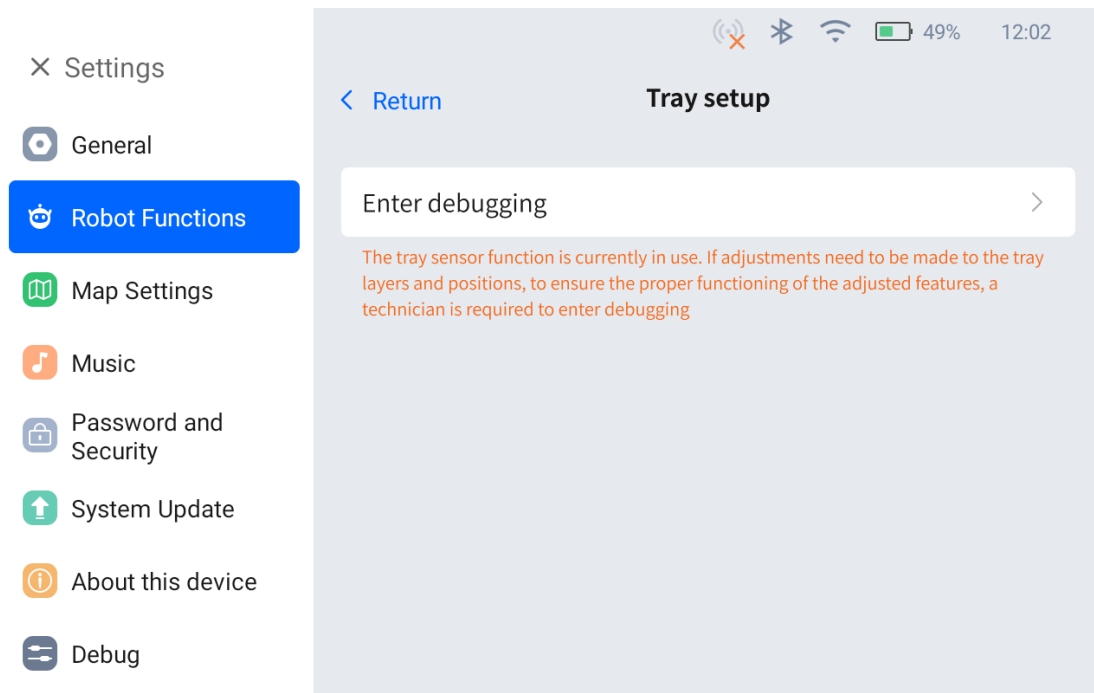 49% 12:02
Settings
Return
Tray setup
General
Robot Functions
Map Settings
Music
Password and
Security
System Update
About this device
Debug
Enter debugging
The tray sensor function is currently in use. If adjustments need to be made to the tray
layers and positions, to ensure the proper functioning of the adjusted features, a
technician is required to enter debugging